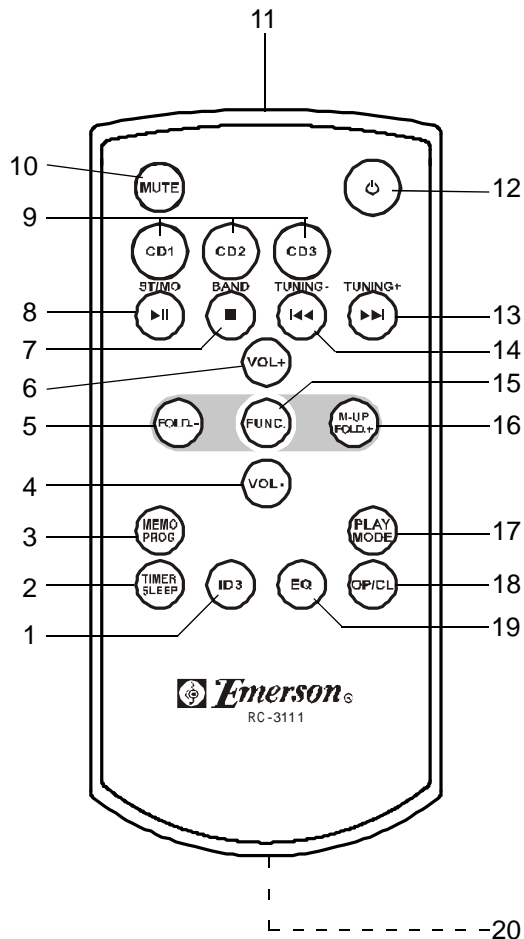 11
10 MUTE ⏻ 12
9
CD1 CD2 CD3
ST/MO BAND TUNING- TUNING+
8 13
7 14
6 VOL+ 15
5 FOLD.- FUNC. M-UP FOLD.+ 16
4 VOL-
3 MEMO PROG PLAY MODE 17
2 TIMER SLEEP ID3 EQ OP/CL 18
1 19
Emerson®
RC-3111
20